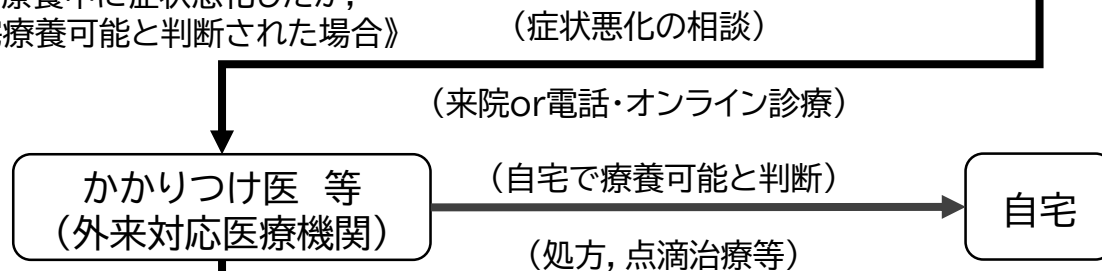 療養中に症状悪化したが，
療養可能と判断された場合》
（症状悪化の相談）
（来院or電話・オンライン診療）
かかりつけ医　等
（外来対応医療機関）
（自宅で療養可能と判断）
自宅
（処方，点滴治療等）